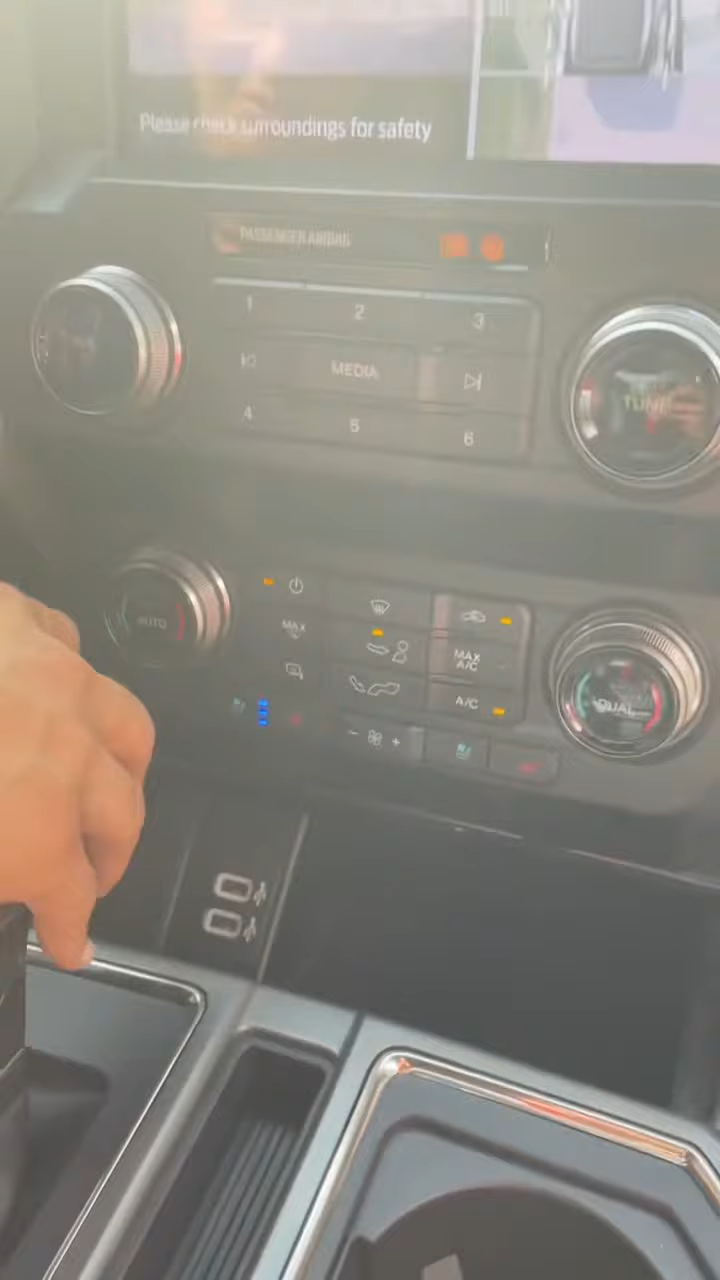 Please check surroundings for safety
PASSENGER AIRBAG
1 2 3
MEDIA
4 5 6
TUNE
AUTO
MAX
MAX
A/C
A/C
DUAL
- +